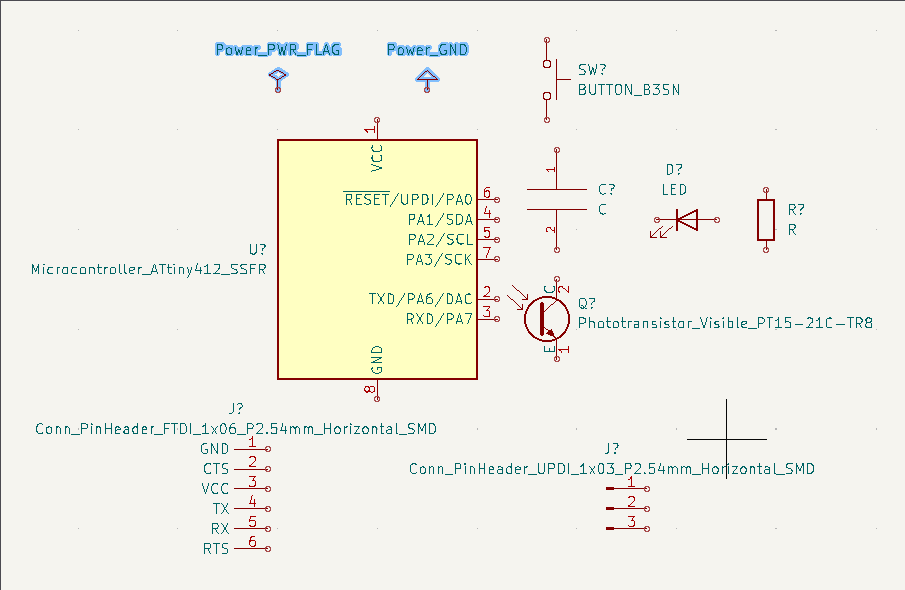 Power_PWR_FLAG
Power_GND
SW?
BUTTON_B3SN
1
VCC
RESET/UPDI/PA0 6
PA1/SDA 4
PA2/SCL 5
PA3/SCK 7
TXD/PA6/DAC 2
RXD/PA7 3
GND
8
U?
Microcontroller_ATtiny412_SSFR
1
C?
C
2
D?
LED
R?
R
C 2
Q?
Phototransistor_Visible_PT15-21C-TR8
E 1
J?
Conn_PinHeader_FTDI_1x06_P2.54mm_Horizontal_SMD
GND 1
CTS 2
VCC 3
TX 4
RX 5
RTS 6
J?
Conn_PinHeader_UPDI_1x03_P2.54mm_Horizontal_SMD
1
2
3